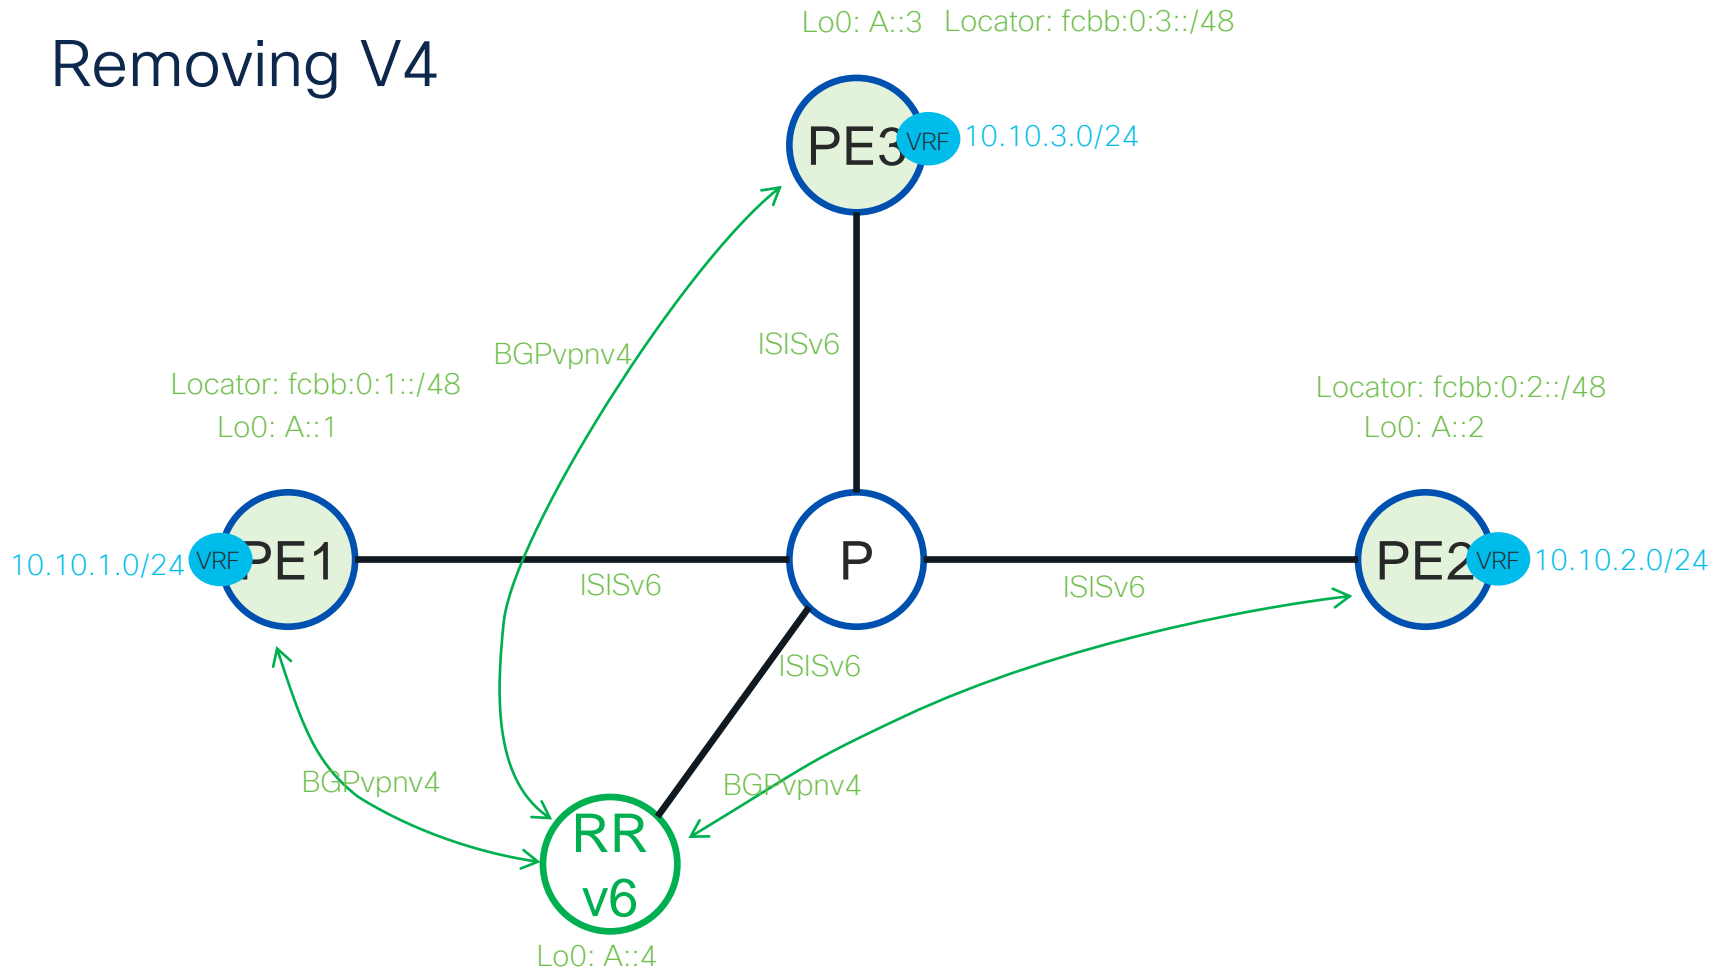 Removing V4
Lo0: A::3 Locator: fcbb:0:3::/48
PE3
VRF
10.10.3.0/24
BGPvpnv4
ISISv6
Locator: fcbb:0:1::/48
Lo0: A::1
Locator: fcbb:0:2::/48
Lo0: A::2
10.10.1.0/24
VRF
PE1
ISISv6
P
ISISv6
PE2
VRF
10.10.2.0/24
ISISv6
BGPvpnv4
BGPvpnv4
RR
v6
Lo0: A::4